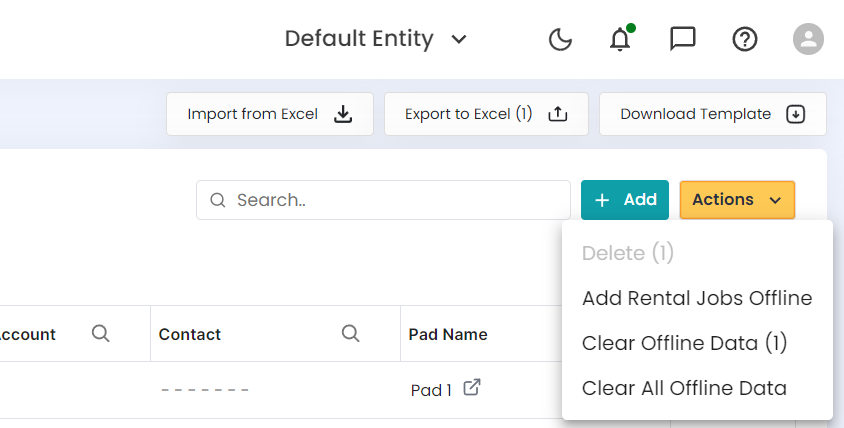 Default Entity
Import from Excel
Export to Excel (1)
Download Template
Search..
+ Add
Actions
Delete (1)
Add Rental Jobs Offline
Clear Offline Data (1)
Clear All Offline Data
Account
Contact
Pad Name
- - - - - - -
Pad 1